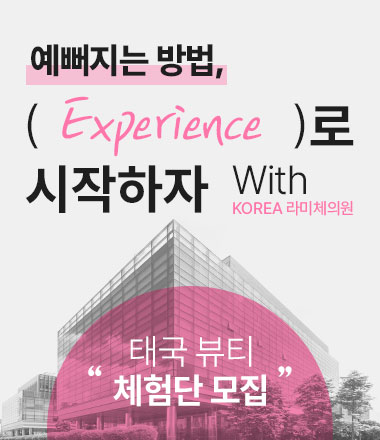 예뻐지는 방법,
( Experience )로
시작하자 With
KOREA 라미체의원
태국 뷰티
“ 체험단 모집 ”